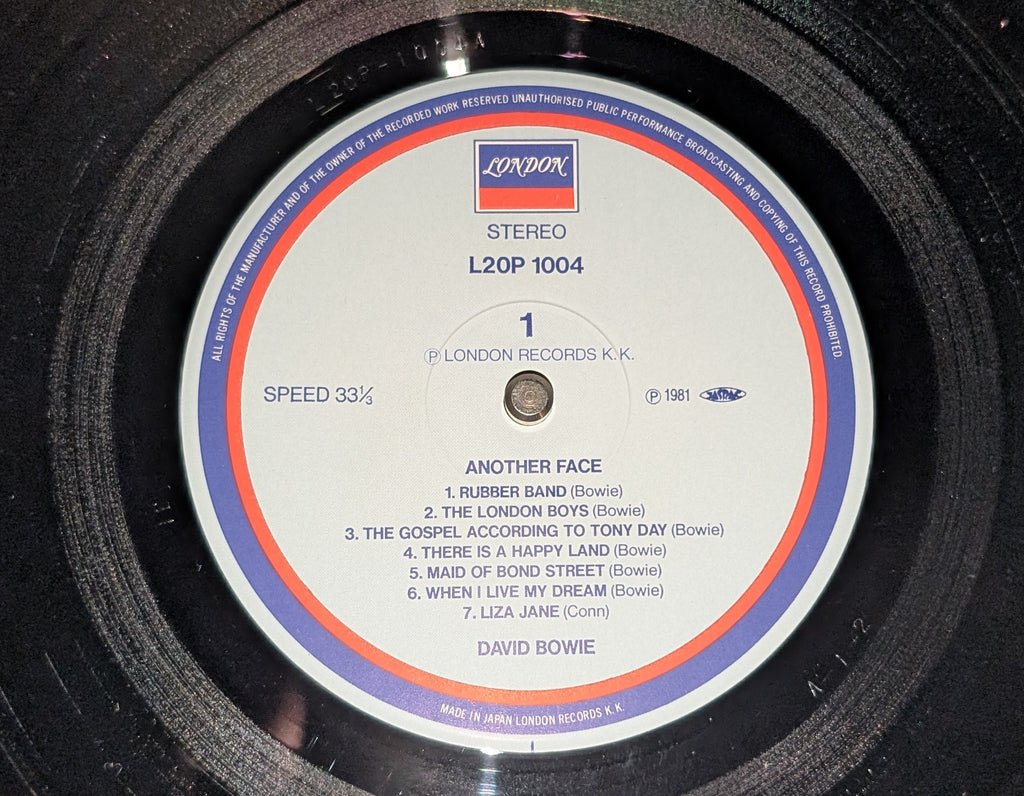 L20P-1004A
ALL RIGHTS OF THE MANUFACTURER AND OF THE OWNER OF THE RECORDED WORK RESERVED UNAUTHORISED PUBLIC PERFORMANCE BROADCASTING AND COPYING OF THIS RECORD PROHIBITED.
LONDON
STEREO
L20P 1004
1
Ⓟ LONDON RECORDS K.K.
SPEED 33⅓
Ⓟ 1981 JASRAC
ANOTHER FACE
1. RUBBER BAND (Bowie)
2. THE LONDON BOYS (Bowie)
3. THE GOSPEL ACCORDING TO TONY DAY (Bowie)
4. THERE IS A HAPPY LAND (Bowie)
5. MAID OF BOND STREET (Bowie)
6. WHEN I LIVE MY DREAM (Bowie)
7. LIZA JANE (Conn)
DAVID BOWIE
MADE IN JAPAN LONDON RECORDS K.K.